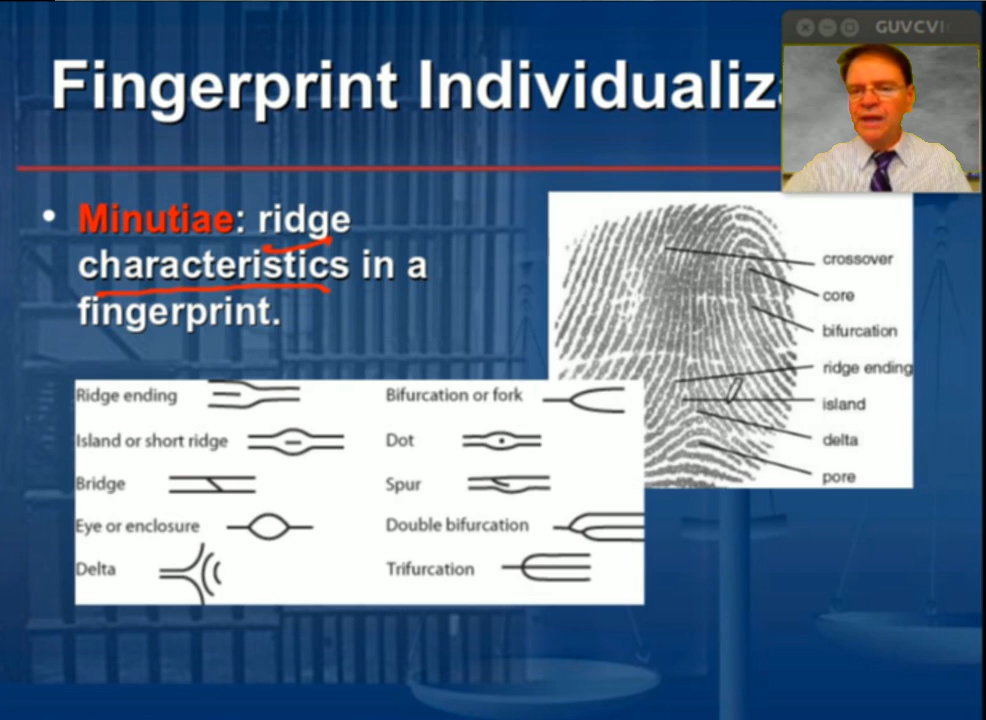 Fingerprint Individualiz
GUVCVI
• Minutiae: ridge
characteristics in a
fingerprint.
crossover
core
bifurcation
ridge ending
island
delta
pore
Ridge ending
Bifurcation or fork
Island or short ridge
Dot
Bridge
Spur
Eye or enclosure
Double bifurcation
Delta
Trifurcation